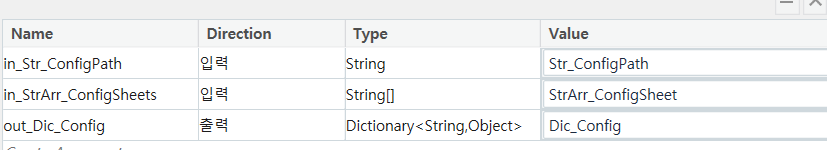 Name Direction Type Value
in_Str_ConfigPath 입력 String Str_ConfigPath
in_StrArr_ConfigSheets 입력 String[] StrArr_ConfigSheet
out_Dic_Config 출력 Dictionary<String,Object> Dic_Config